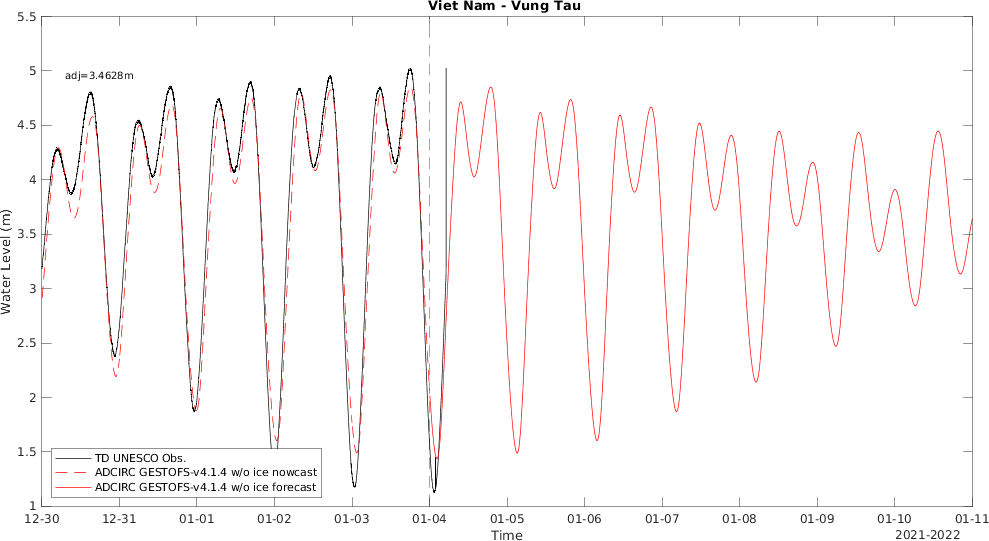 Viet Nam - Vung Tau
5.5
5
4.5
4
3.5
3
2.5
2
1.5
1
Water Level (m)
adj=3.4628m
TD UNESCO Obs.
ADCIRC GESTOFS-v4.1.4 w/o ice nowcast
ADCIRC GESTOFS-v4.1.4 w/o ice forecast
12-30 12-31 01-01 01-02 01-03 01-04 01-05 01-06 01-07 01-08 01-09 01-10 01-11
Time
2021-2022